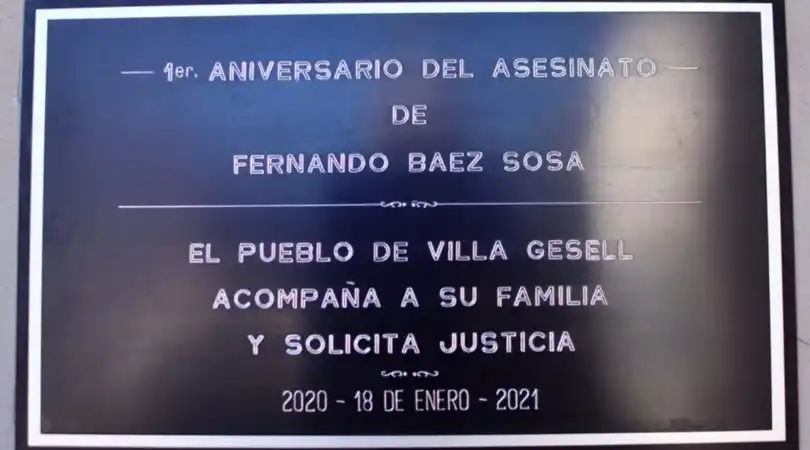 1er. ANIVERSARIO DEL ASESINATO
DE
FERNANDO BAEZ SOSA
EL PUEBLO DE VILLA GESELL
ACOMPAÑA A SU FAMILIA
Y SOLICITA JUSTICIA
2020 - 18 DE ENERO - 2021